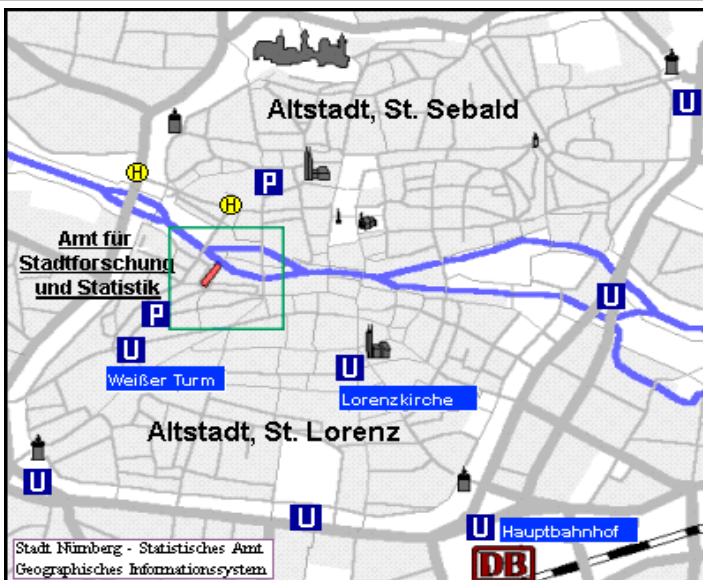 Altstadt, St. Sebald
U
H
P
H
Amt für
Stadtforschung
und Statistik
U
P
U
Weißer Turm
U
Lorenzkirche
Altstadt, St. Lorenz
U
U
U
Hauptbahnhof
DB
Stadt Nürnberg - Statistisches Amt
Geographisches Informationssystem